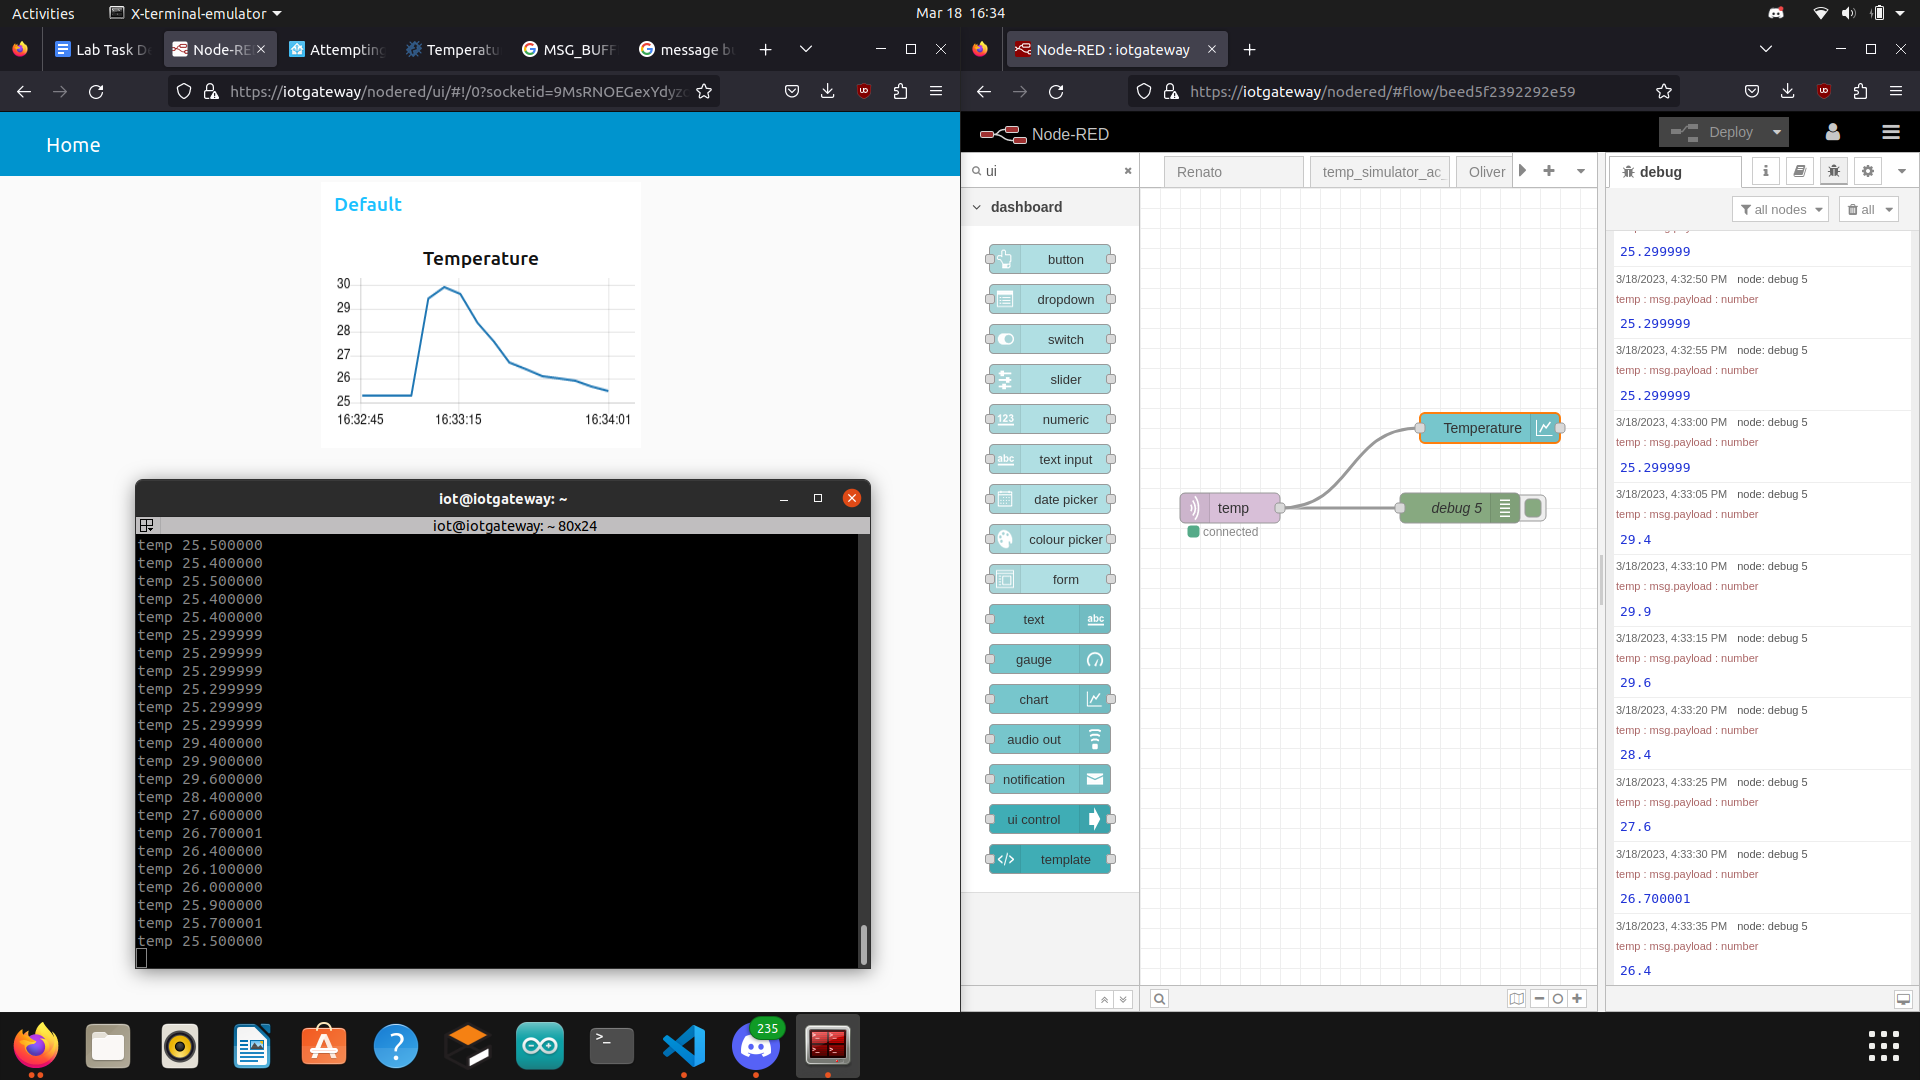 Activities
X-terminal-emulator
Mar 18 16:34
Lab Task De
Node-RE
Attempting
Temperatu
MSG_BUFF
message bu
https://iotgateway/nodered/ui/#!/0?socketid=9MsRNOEGexYdyzc
Home
Default
Temperature
30
29
28
27
26
25
16:32:45
16:33:15
16:34:01
iot@iotgateway: ~
iot@iotgateway: ~ 80x24
temp 25.500000
temp 25.400000
temp 25.500000
temp 25.400000
temp 25.400000
temp 25.299999
temp 25.299999
temp 25.299999
temp 25.299999
temp 25.299999
temp 25.299999
temp 29.400000
temp 29.900000
temp 29.600000
temp 28.400000
temp 27.600000
temp 26.700001
temp 26.400000
temp 26.100000
temp 26.000000
temp 25.900000
temp 25.700001
temp 25.500000
Node-RED : iotgateway
https://iotgateway/nodered/#flow/beed5f2392292e59
Node-RED
Deploy
ui
dashboard
button
dropdown
switch
slider
123 numeric
abc text input
date picker
colour picker
form
text abc
gauge
chart
audio out
notification
ui control
template
Renato
temp_simulator_ac_
Oliver
Temperature
temp
connected
debug 5
debug
all nodes
all
25.299999
3/18/2023, 4:32:50 PM node: debug 5
temp : msg.payload : number
25.299999
3/18/2023, 4:32:55 PM node: debug 5
temp : msg.payload : number
25.299999
3/18/2023, 4:33:00 PM node: debug 5
temp : msg.payload : number
25.299999
3/18/2023, 4:33:05 PM node: debug 5
temp : msg.payload : number
29.4
3/18/2023, 4:33:10 PM node: debug 5
temp : msg.payload : number
29.9
3/18/2023, 4:33:15 PM node: debug 5
temp : msg.payload : number
29.6
3/18/2023, 4:33:20 PM node: debug 5
temp : msg.payload : number
28.4
3/18/2023, 4:33:25 PM node: debug 5
temp : msg.payload : number
27.6
3/18/2023, 4:33:30 PM node: debug 5
temp : msg.payload : number
26.700001
3/18/2023, 4:33:35 PM node: debug 5
temp : msg.payload : number
26.4
235